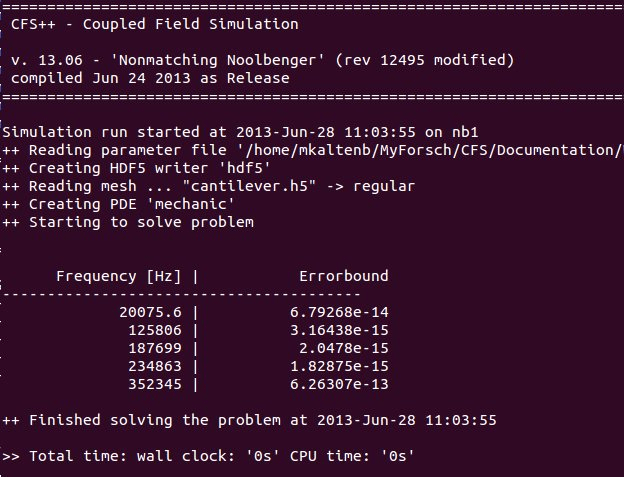 =====================================================================
CFS++ - Coupled Field Simulation
v. 13.06 - 'Nonmatching Noolbenger' (rev 12495 modified)
compiled Jun 24 2013 as Release
=====================================================================
Simulation run started at 2013-Jun-28 11:03:55 on nb1
++ Reading parameter file '/home/mkaltenb/MyForsch/CFS/Documentation/
++ Creating HDF5 writer 'hdf5'
++ Reading mesh ... "cantilever.h5" -> regular
++ Creating PDE 'mechanic'
++ Starting to solve problem
Frequency [Hz] | Errorbound
----------------------------------------
20075.6 | 6.79268e-14
125806 | 3.16438e-15
187699 | 2.0478e-15
234863 | 1.82875e-15
352345 | 6.26307e-13
++ Finished solving the problem at 2013-Jun-28 11:03:55
>> Total time: wall clock: '0s' CPU time: '0s'